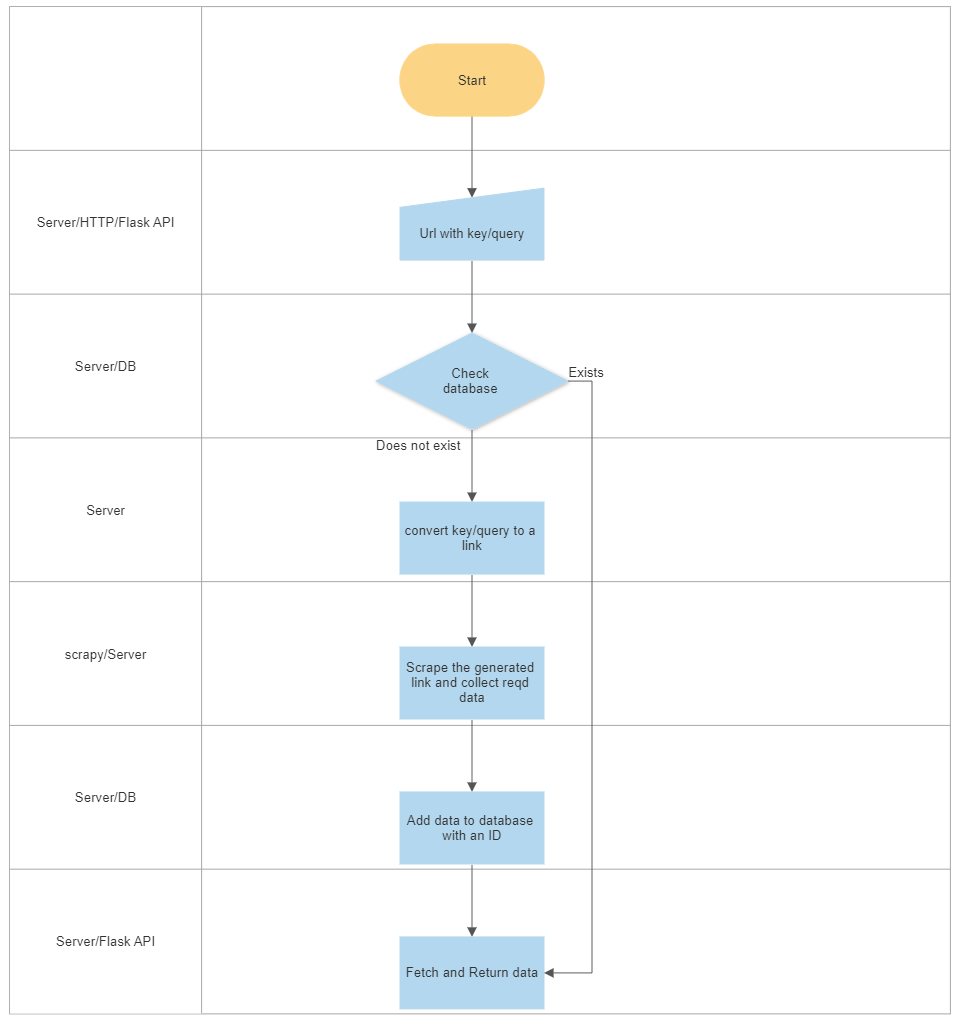 Start
Server/HTTP/Flask API
Url with key/query
Server/DB
Check
database
Exists
Does not exist
Server
convert key/query to a
link
scrapy/Server
Scrape the generated
link and collect reqd
data
Server/DB
Add data to database
with an ID
Server/Flask API
Fetch and Return data